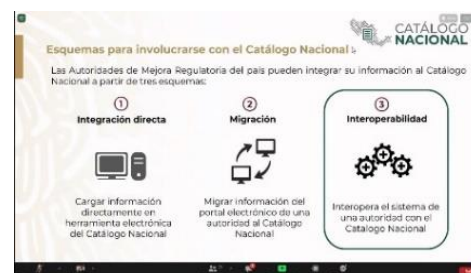 CATÁLOGO
NACIONAL
Esquemas para involucrarse con el Catálogo Nacional
Las Autoridades de Mejora Regulatoria del país pueden integrar su información al Catálogo
Nacional a partir de tres esquemas:
1
Integración directa
Cargar información
directamente en
herramienta electrónica
del Catálogo Nacional
2
Migración
Migrar información del
portal electrónico de una
autoridad al Catálogo
Nacional
3
Interoperabilidad
Interopera el sistema de
una autoridad con el
Catálogo Nacional